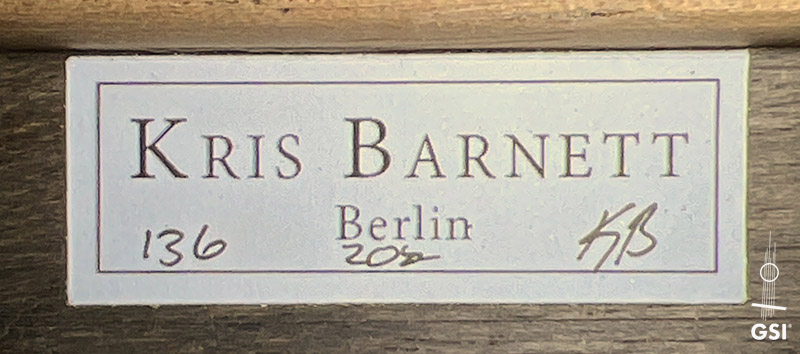 KRIS BARNETT
Berlin
136
KB
GSI